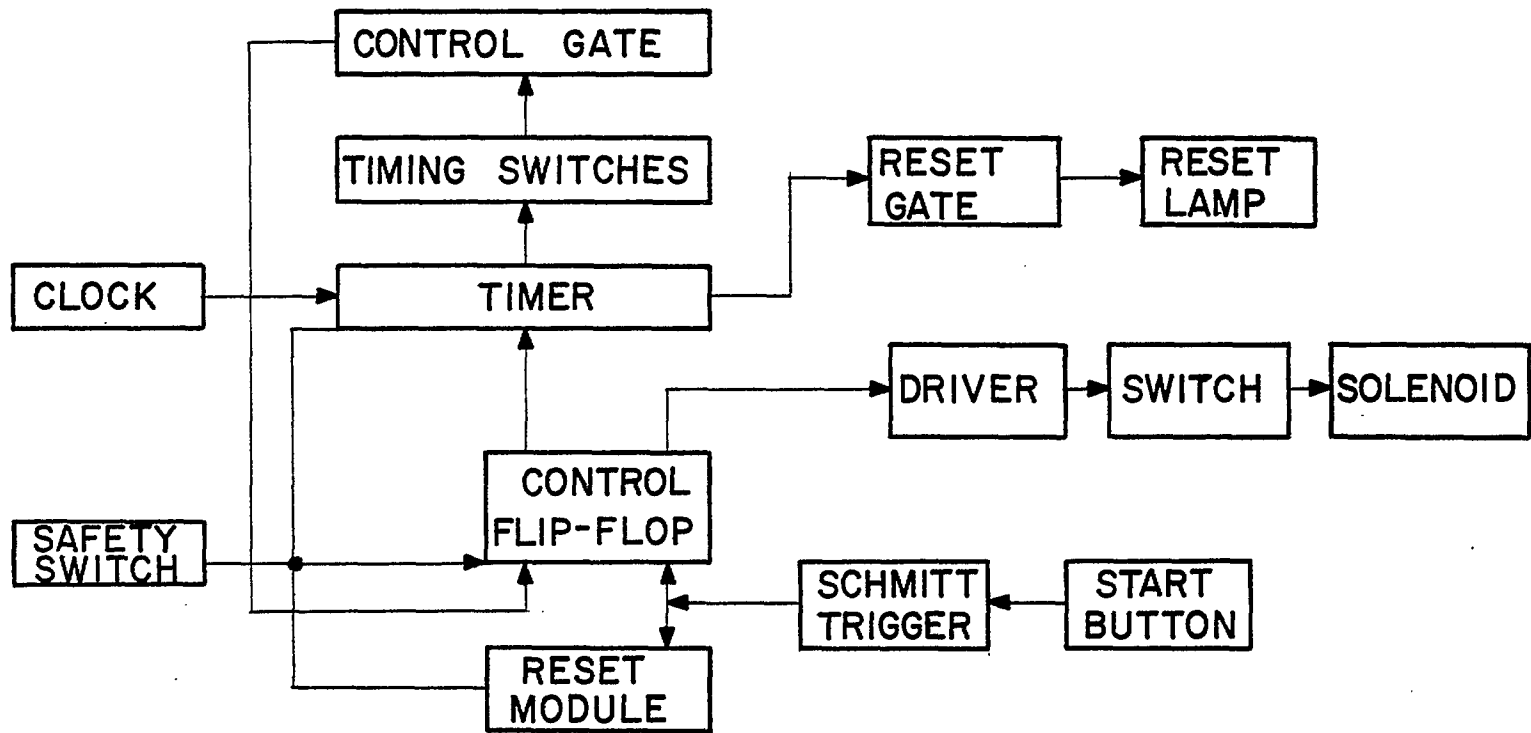 CONTROL GATE
TIMING SWITCHES
RESET
GATE
RESET
LAMP
CLOCK
TIMER
DRIVER
SWITCH
SOLENOID
CONTROL
FLIP-FLOP
SAFETY
SWITCH
SCHMITT
TRIGGER
START
BUTTON
RESET
MODULE